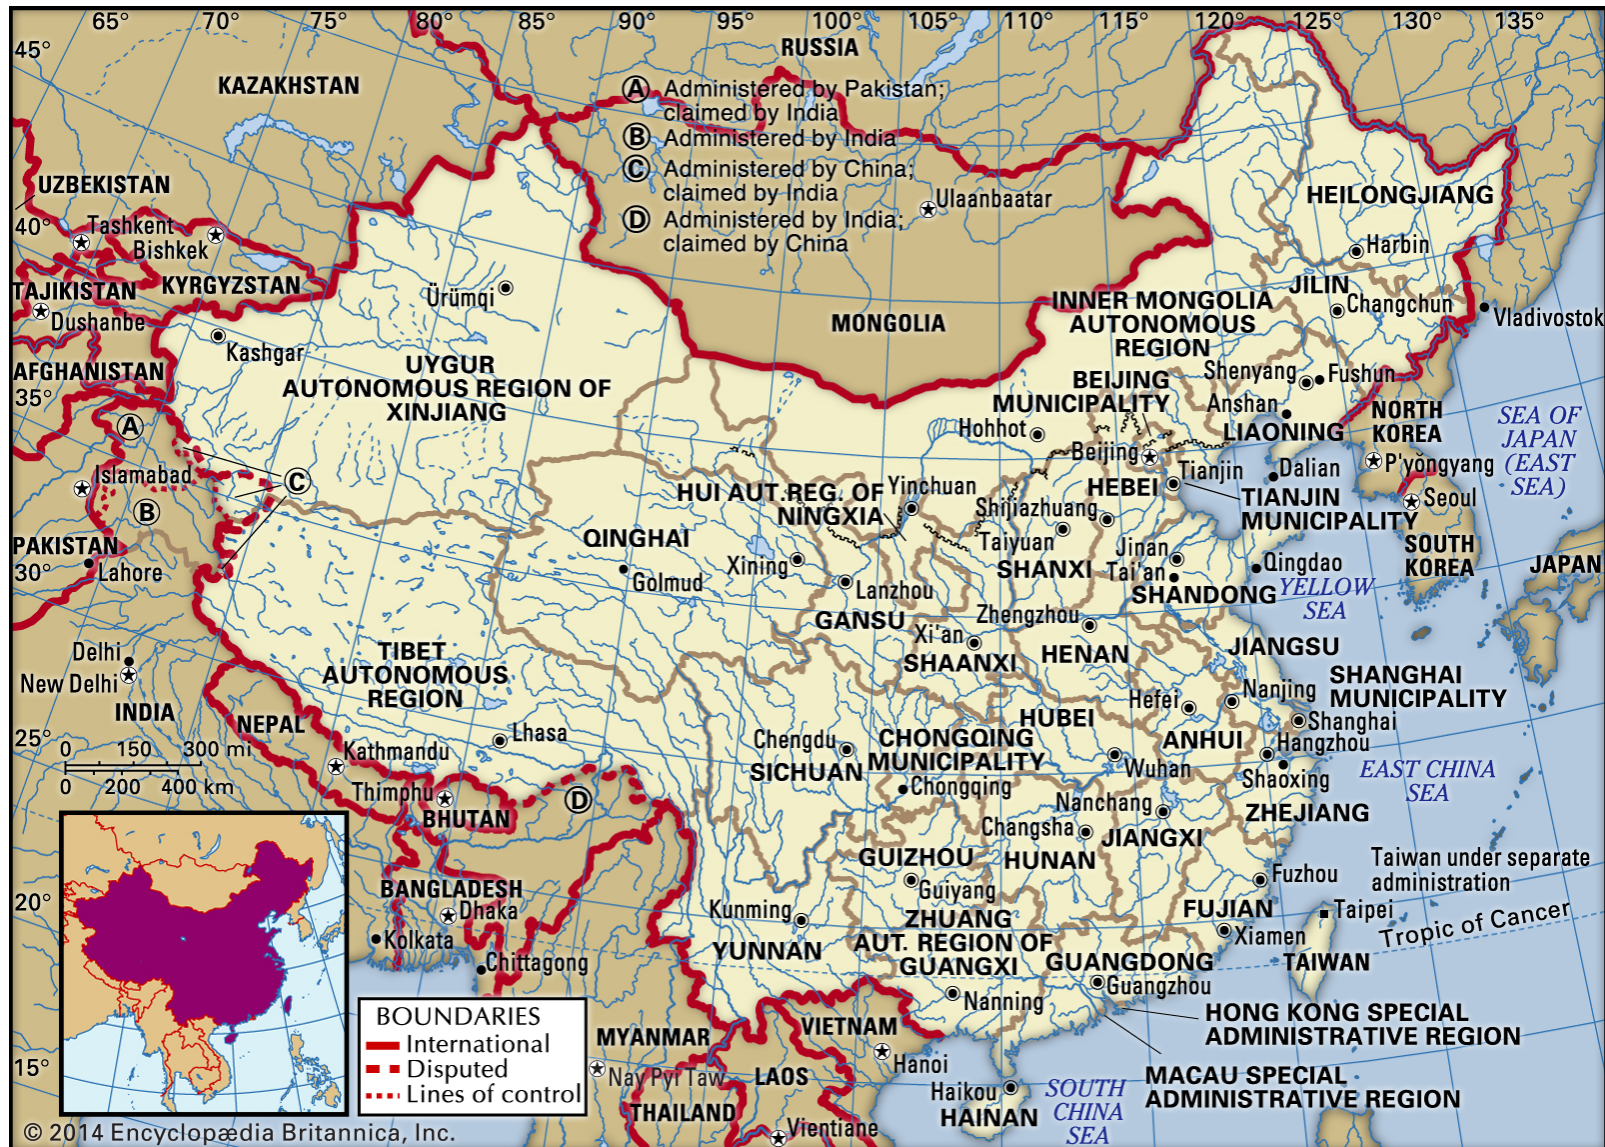 65°
70°
75°
80°
85°
90°
95°
100°
105°
110°
115°
120°
125°
130°
135°
45°
40°
35°
30°
25°
20°
15°
RUSSIA
KAZAKHSTAN
Ⓐ Administered by Pakistan;
claimed by India
Ⓑ Administered by India
Ⓒ Administered by China;
claimed by India
Ⓓ Administered by India;
claimed by China
UZBEKISTAN
Tashkent
Bishkek
KYRGYZSTAN
TAJIKISTAN
Dushanbe
AFGHANISTAN
Ulaanbaatar
MONGOLIA
HEILONGJIANG
Harbin
JILIN
Changchun
Vladivostok
INNER MONGOLIA
AUTONOMOUS
REGION
Ürümqi
Kashgar
UYGUR
AUTONOMOUS REGION OF
XINJIANG
BEIJING
MUNICIPALITY
Shenyang
Fushun
Anshan
LIAONING
NORTH
KOREA
SEA OF
JAPAN
(EAST
SEA)
Hohhot
Beijing
Tianjin
Dalian
P'yŏngyang
Seoul
HEBEI
TIANJIN
MUNICIPALITY
SOUTH
KOREA
JAPAN
A
B
C
Islamabad
PAKISTAN
Lahore
HUI AUT. REG. OF
NINGXIA
Yinchuan
Shijiazhuang
Taiyuan
SHANXI
Jinan
Tai'an
SHANDONG
Qingdao
YELLOW
SEA
QINGHAI
Golmud
Xining
Lanzhou
GANSU
Zhengzhou
Xi'an
SHAANXI
HENAN
JIANGSU
Delhi
New Delhi
INDIA
TIBET
AUTONOMOUS
REGION
Lhasa
NEPAL
Kathmandu
0 150 300 mi
0 200 400 km
Thimphu
BHUTAN
D
Hefei
Nanjing
SHANGHAI
MUNICIPALITY
Shanghai
Hangzhou
Shaoxing
HUBEI
ANHUI
Wuhan
Chengdu
SICHUAN
CHONGQING
MUNICIPALITY
Chongqing
EAST CHINA
SEA
ZHEJIANG
Nanchang
Changsha
JIANGXI
HUNAN
GUIZHOU
Guiyang
Fuzhou
FUJIAN
Xiamen
Taiwan under separate
administration
Taipei
Tropic of Cancer
TAIWAN
BANGLADESH
Dhaka
Kolkata
Chittagong
Kunming
YUNNAN
ZHUANG
AUT. REGION OF
GUANGXI
Nanning
GUANGDONG
Guangzhou
HONG KONG SPECIAL
ADMINISTRATIVE REGION
MACAU SPECIAL
ADMINISTRATIVE REGION
BOUNDARIES
International
Disputed
Lines of control
MYANMAR
Nay Pyi Taw
VIETNAM
Hanoi
LAOS
THAILAND
Vientiane
Haikou
HAINAN
SOUTH
CHINA
SEA
© 2014 Encyclopædia Britannica, Inc.